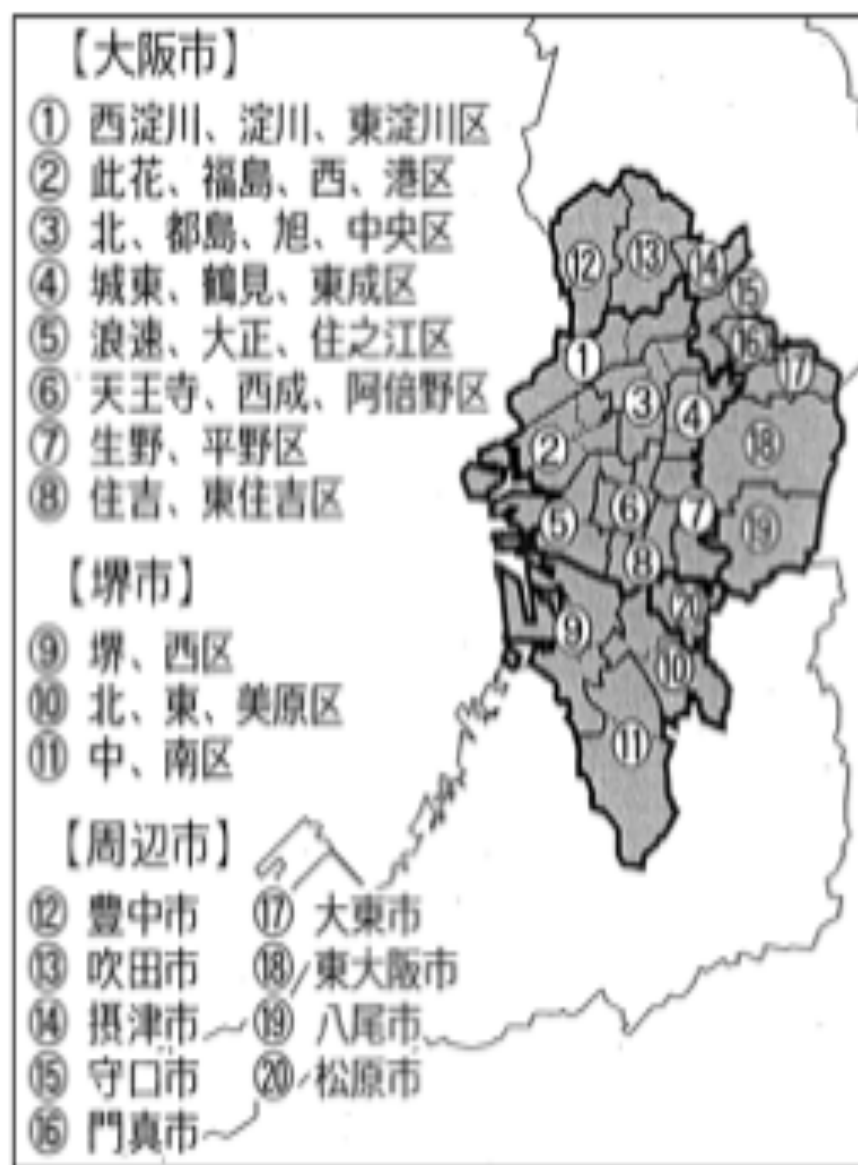 【大阪市】
① 西淀川、淀川、東淀川区
② 此花、福島、西、港区
③ 北、都島、旭、中央区
④ 城東、鶴見、東成区
⑤ 浪速、大正、住之江区
⑥ 天王寺、西成、阿倍野区
⑦ 生野、平野区
⑧ 住吉、東住吉区
【堺市】
⑨ 堺、西区
⑩ 北、東、美原区
⑪ 中、南区
【周辺市】
⑫ 豊中市
⑬ 吹田市
⑭ 摂津市
⑮ 守口市
⑯ 門真市
⑰ 大東市
⑱ 東大阪市
⑲ 八尾市
⑳ 松原市
⑫
⑬
⑭
⑮
⑯
⑰
①
③
④
②
⑱
⑥
⑤
⑦
⑲
⑧
⑳
⑨
⑩
⑪